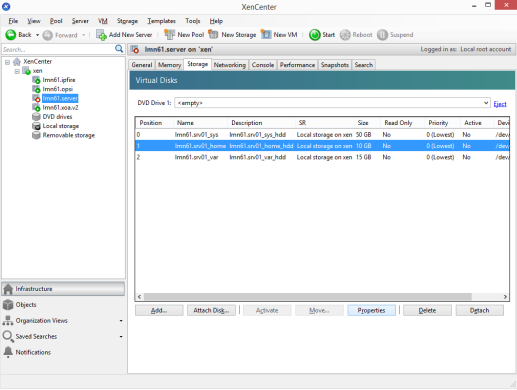 XenCenter
File View Pool Server VM Storage Templates Tools Help
Back Forward Add New Server New Pool New Storage New VM Start Reboot Suspend
Search...
lmn61.server on 'xen' Logged in as: Local root account
XenCenter
xen
lmn61.ipfire
lmn61.opsi
lmn61.server
lmn61.xoa.v2
DVD drives
Local storage
Removable storage
General Memory Storage Networking Console Performance Snapshots Search
Virtual Disks
DVD Drive 1: <empty> Eject
Position Name Description SR Size Read Only Priority Active Devi
0 lmn61.srv01_sys lmn61.srv01_sys_hdd Local storage on xen 50 GB No 0 (Lowest) No /dev/
1 lmn61.srv01_home lmn61.srv01_home_hdd Local storage on xen 10 GB No 0 (Lowest) No /dev/
2 lmn61.srv01_var lmn61.srv01_var_hdd Local storage on xen 15 GB No 0 (Lowest) No /dev/
Add... Attach Disk... Activate Move... Properties Delete Detach
Infrastructure
Objects
Organization Views
Saved Searches
Notifications